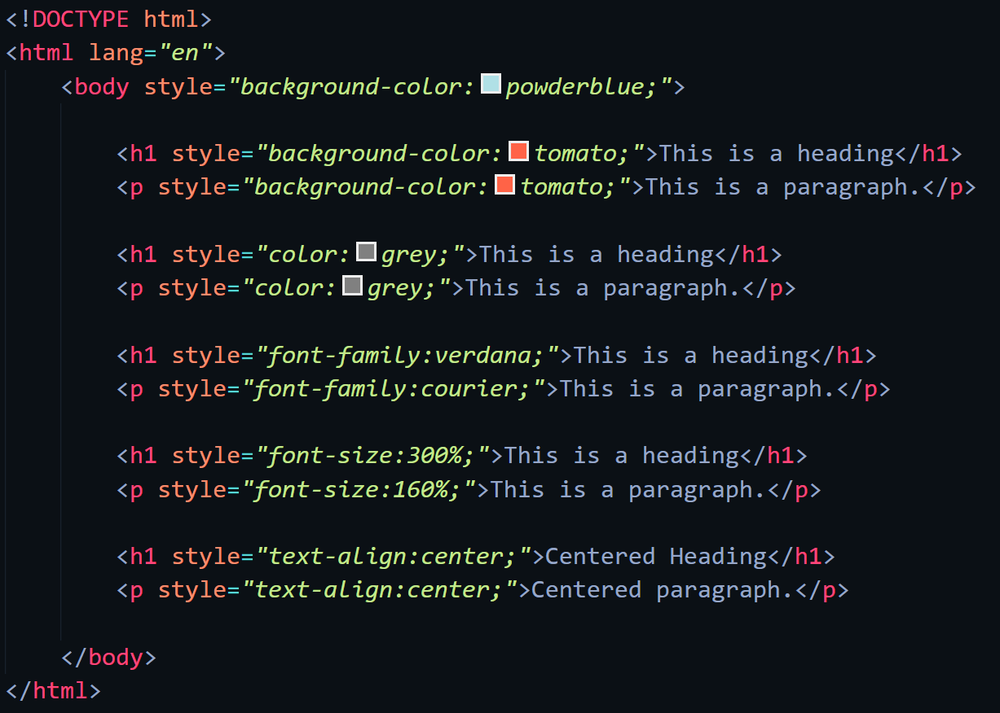 <!DOCTYPE html>
<html lang="en">
    <body style="background-color:powderblue;">

        <h1 style="background-color:tomato;">This is a heading</h1>
        <p style="background-color:tomato;">This is a paragraph.</p>

        <h1 style="color:grey;">This is a heading</h1>
        <p style="color:grey;">This is a paragraph.</p>

        <h1 style="font-family:verdana;">This is a heading</h1>
        <p style="font-family:courier;">This is a paragraph.</p>

        <h1 style="font-size:300%;">This is a heading</h1>
        <p style="font-size:160%;">This is a paragraph.</p>

        <h1 style="text-align:center;">Centered Heading</h1>
        <p style="text-align:center;">Centered paragraph.</p>

    </body>
</html>